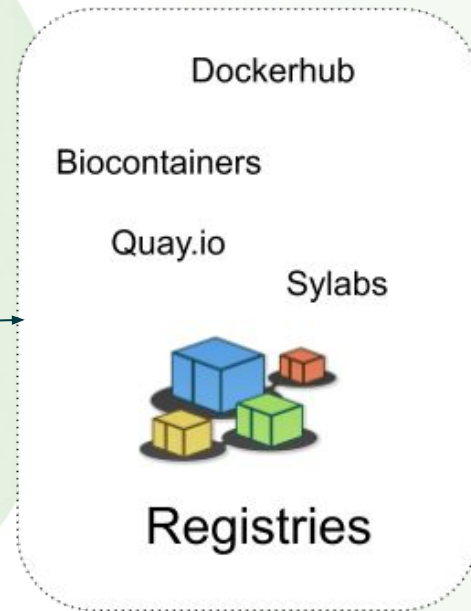 Dockerhub
Biocontainers
Quay.io
Sylabs
Registries